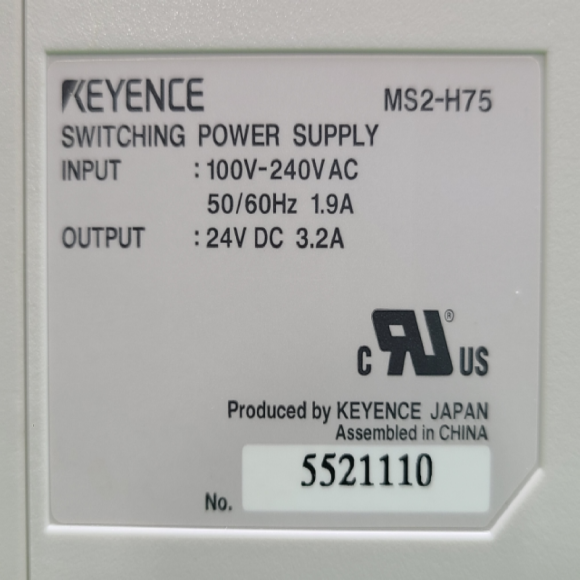 KEYENCE MS2-H75
SWITCHING POWER SUPPLY
INPUT : 100V-240V AC
50/60Hz 1.9A
OUTPUT : 24V DC 3.2A
c RU® US
Produced by KEYENCE JAPAN
Assembled in CHINA
No. 5521110